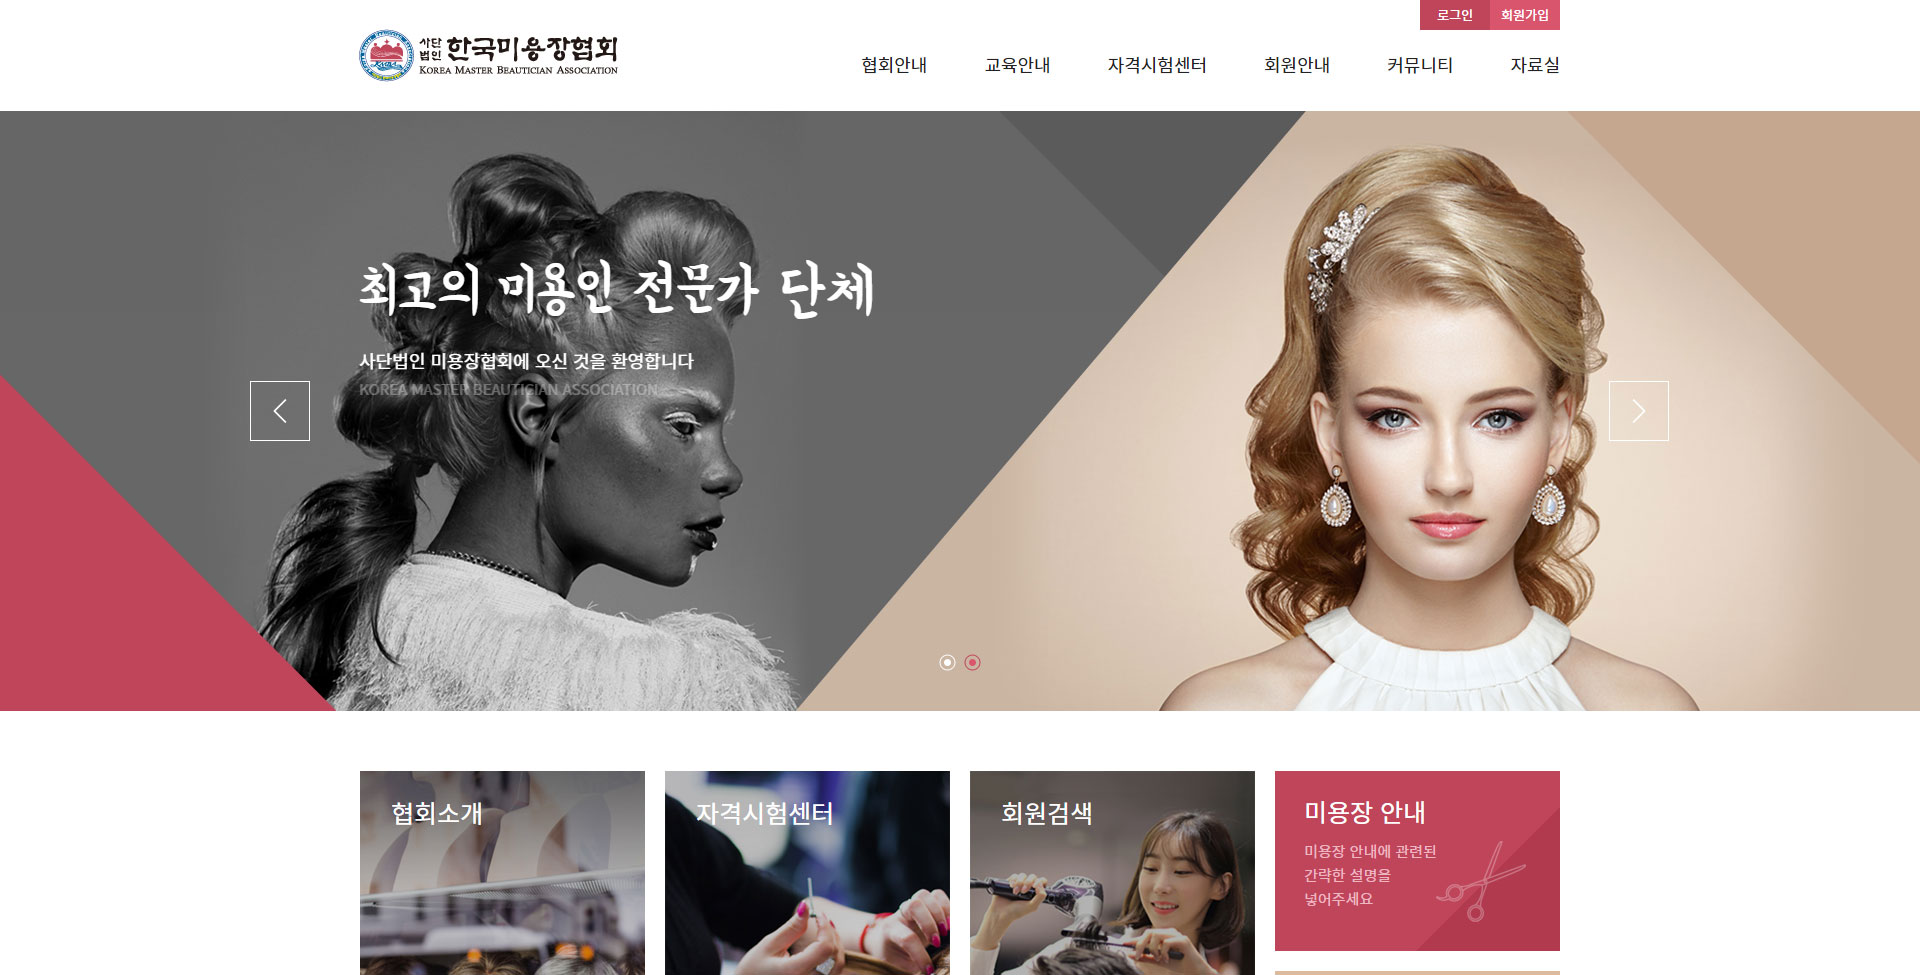 로그인 회원가입
사단법인 한국미용장협회
KOREA MASTER BEAUTICIAN ASSOCIATION
협회안내 교육안내 자격시험센터 회원안내 커뮤니티 자료실
최고의 미용인 전문가 단체
사단법인 미용장협회에 오신 것을 환영합니다
KOREA MASTER BEAUTICIAN ASSOCIATION
협회소개
자격시험센터
회원검색
미용장 안내
미용장 안내에 관련된
간략한 설명을
넣어주세요